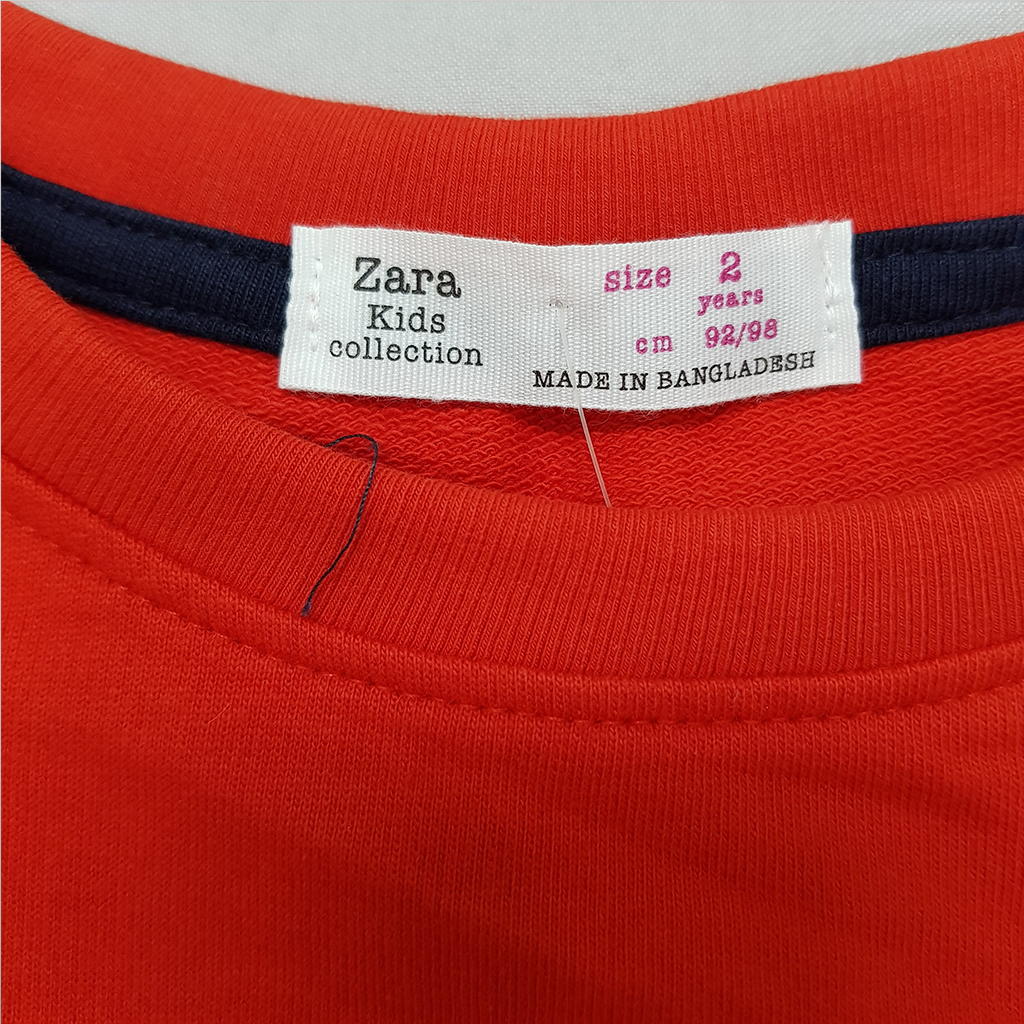 Zara
Kids
collection
size 2
years
cm 92/98
MADE IN BANGLADESH